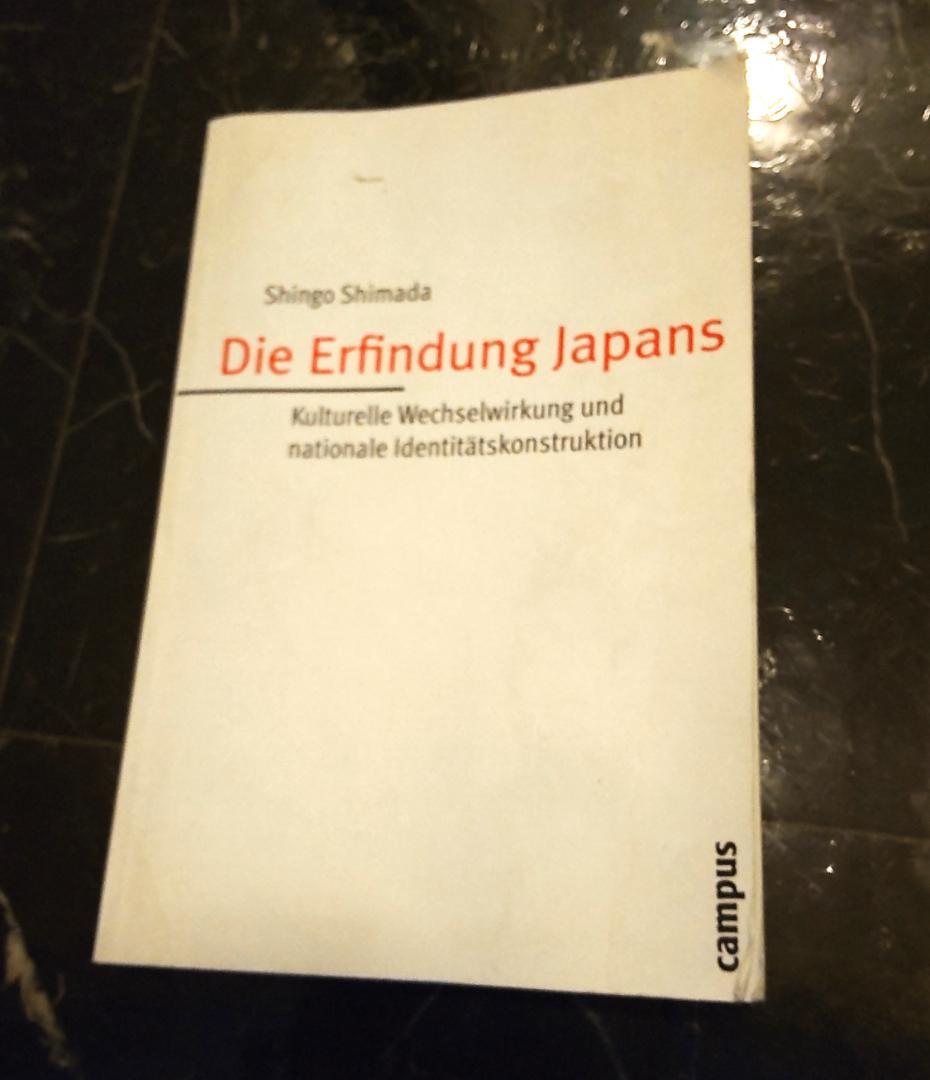 Shingo Shimada
Die Erfindung Japans
Kulturelle Wechselwirkung und
nationale Identitätskonstruktion
campus